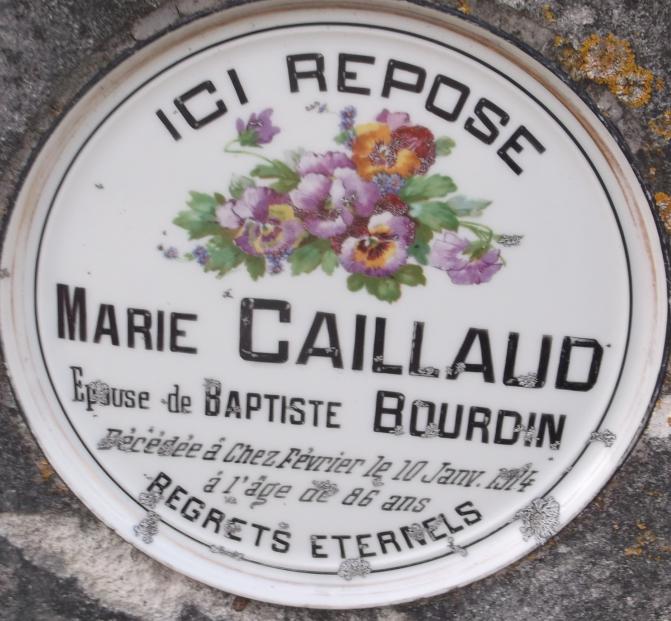 ICI REPOSE
MARIE CAILLAUD
Epouse de BAPTISTE BOURDIN
Décédée à Chez Février le 10 Janv. 1914
à l'âge de 86 ans
REGRETS ETERNELS